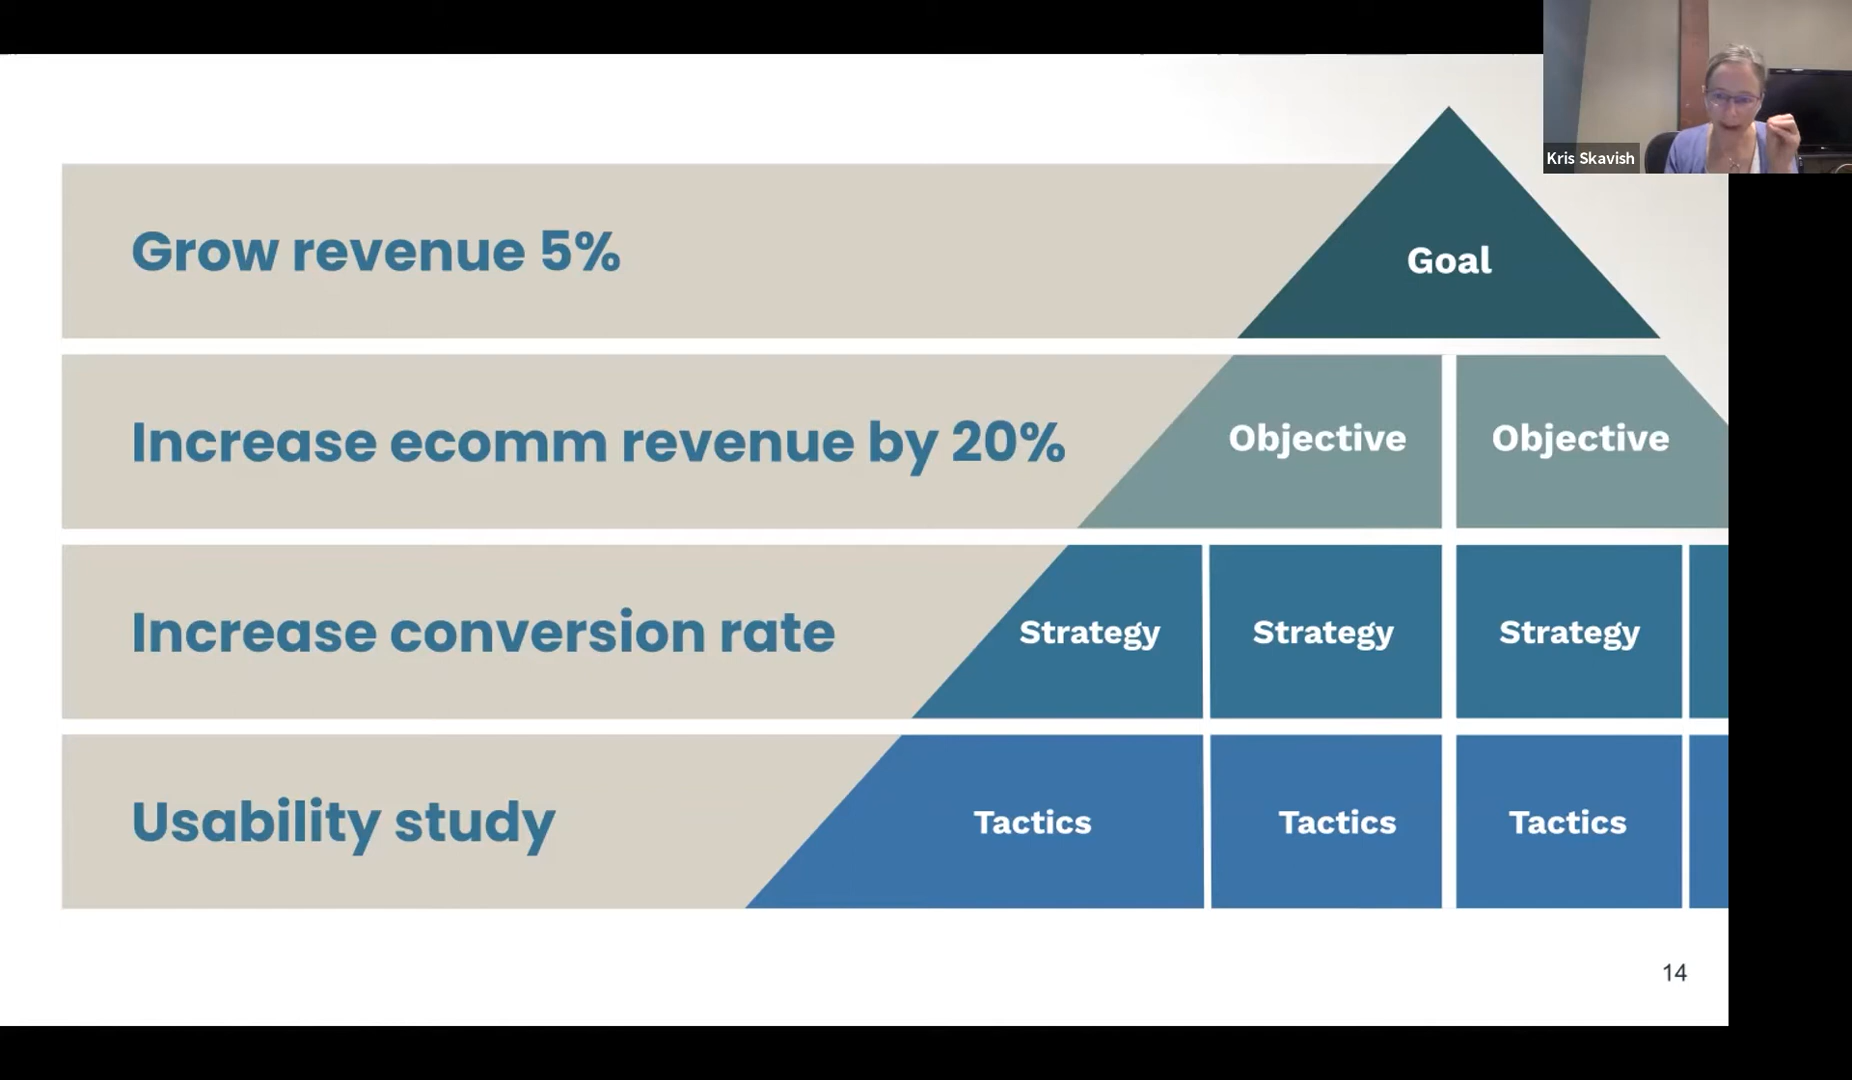 Kris Skavish
Grow revenue 5%
Goal
Increase ecomm revenue by 20%
Objective
Objective
Increase conversion rate
Strategy
Strategy
Strategy
Usability study
Tactics
Tactics
Tactics
14